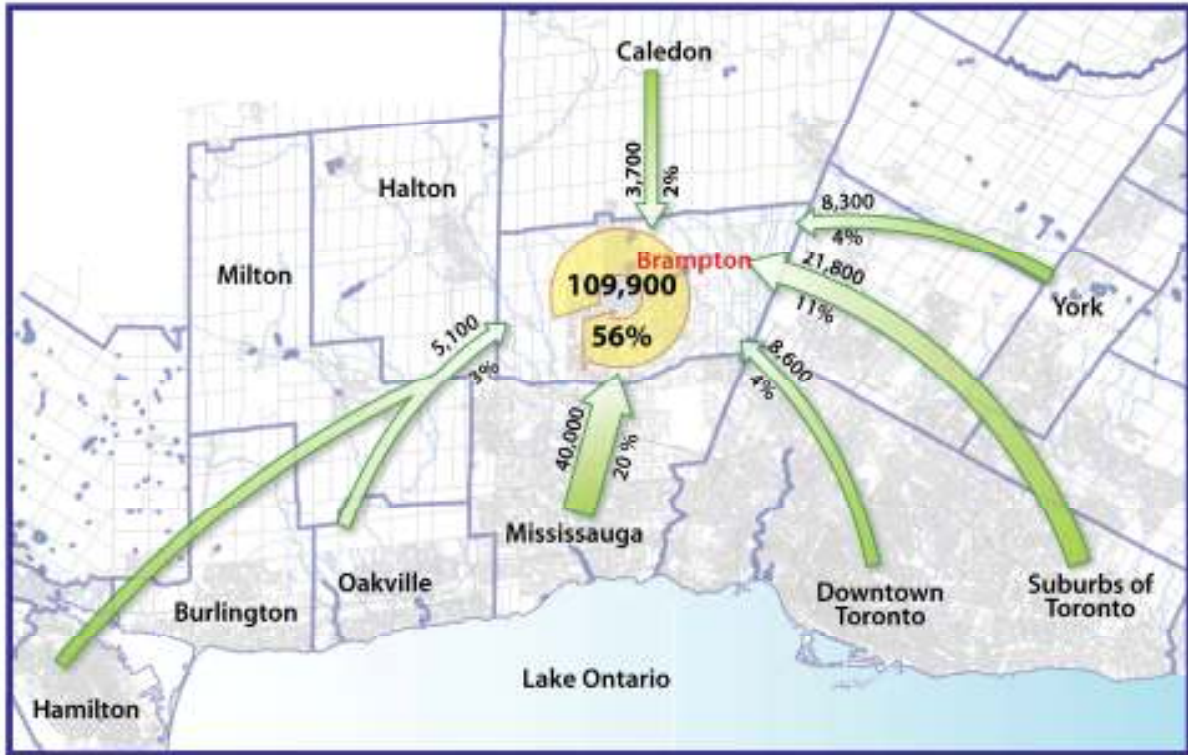 Caledon
3,700
2%
Halton
8,300
4%
Milton
Brampton
21,800
11%
109,900
56%
York
5,100
3%
8,600
4%
40,000
20 %
Mississauga
Oakville
Burlington
Downtown
Toronto
Suburbs of
Toronto
Lake Ontario
Hamilton